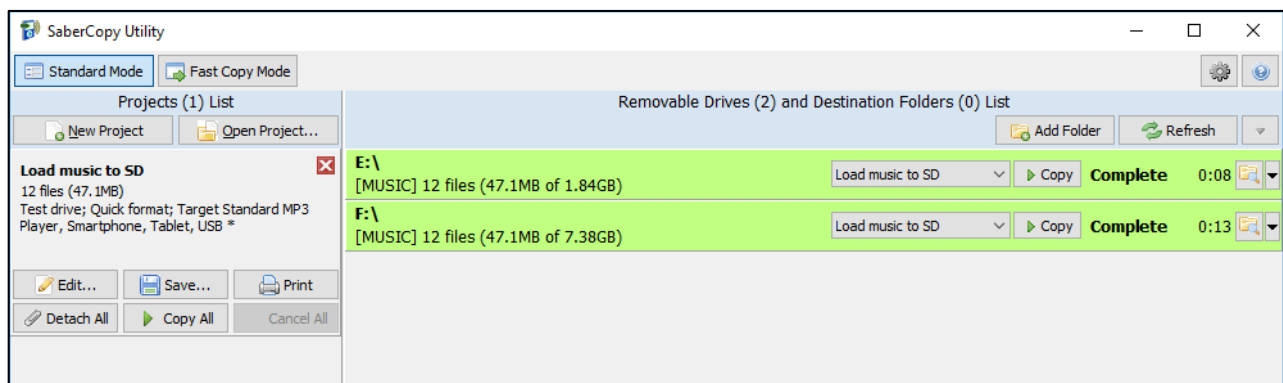 SaberCopy Utility
Standard Mode Fast Copy Mode
Projects (1) List
New Project Open Project...
Load music to SD
12 files (47.1MB)
Test drive; Quick format; Target Standard MP3
Player, Smartphone, Tablet, USB *
Edit... Save... Print
Detach All Copy All Cancel All
Removable Drives (2) and Destination Folders (0) List
Add Folder Refresh
E:\
[MUSIC] 12 files (47.1MB of 1.84GB)
Load music to SD Copy Complete 0:08
F:\
[MUSIC] 12 files (47.1MB of 7.38GB)
Load music to SD Copy Complete 0:13